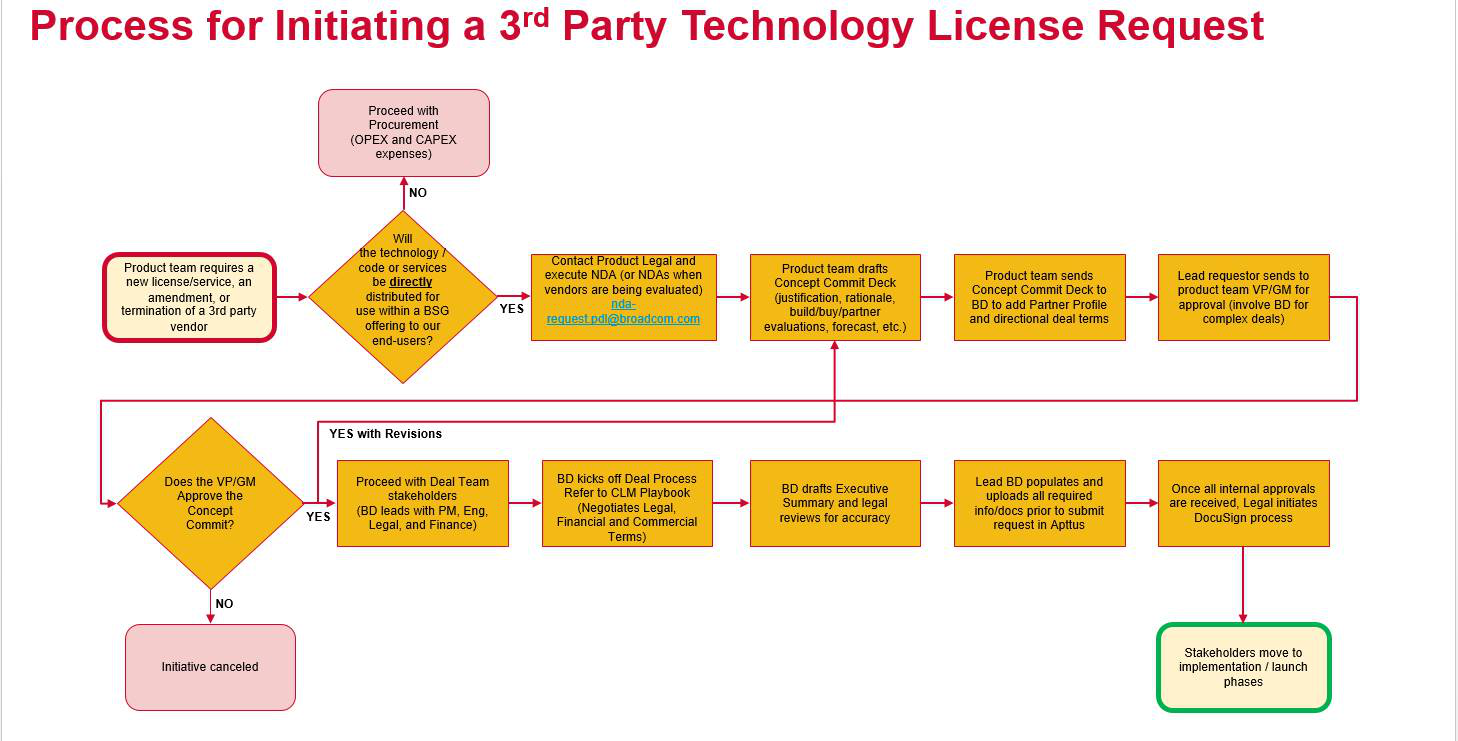 Process for Initiating a 3rd Party Technology License Request
Proceed with
Procurement
(OPEX and CAPEX
expenses)
NO
Product team requires a
new license/service, an
amendment, or
termination of a 3rd party
vendor
Will
the technology /
code or services
be directly
distributed for
use within a BSG
offering to our
end-users?
YES
Contact Product Legal and
execute NDA (or NDAs when
vendors are being evaluated)
nda-
request.pdl@broadcom.com
Product team drafts
Concept Commit Deck
(justification, rationale,
build/buy/partner
evaluations, forecast, etc.)
Product team sends
Concept Commit Deck to
BD to add Partner Profile
and directional deal terms
Lead requestor sends to
product team VP/GM for
approval (involve BD for
complex deals)
YES with Revisions
Does the VP/GM
Approve the
Concept
Commit?
YES
Proceed with Deal Team
stakeholders
(BD leads with PM, Eng,
Legal, and Finance)
BD kicks off Deal Process
Refer to CLM Playbook
(Negotiates Legal,
Financial and Commercial
Terms)
BD drafts Executive
Summary and legal
reviews for accuracy
Lead BD populates and
uploads all required
info/docs prior to submit
request in Apttus
Once all internal approvals
are received, Legal initiates
DocuSign process
NO
Initiative canceled
Stakeholders move to
implementation / launch
phases